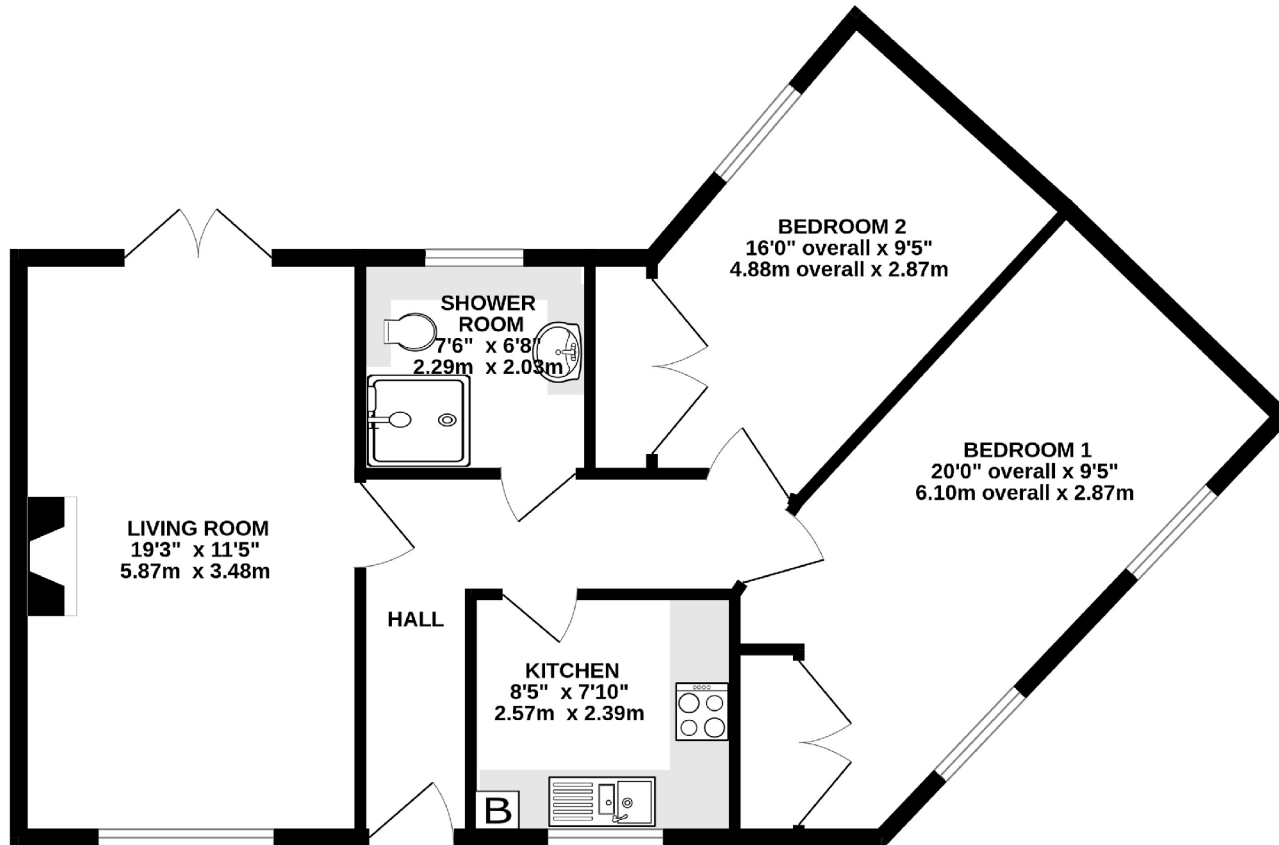 BEDROOM 2
16'0" overall x 9'5"
4.88m overall x 2.87m
SHOWER
ROOM
7'6" x 6'8"
2.29m x 2.03m
BEDROOM 1
20'0" overall x 9'5"
6.10m overall x 2.87m
LIVING ROOM
19'3" x 11'5"
5.87m x 3.48m
HALL
KITCHEN
8'5" x 7'10"
2.57m x 2.39m
B